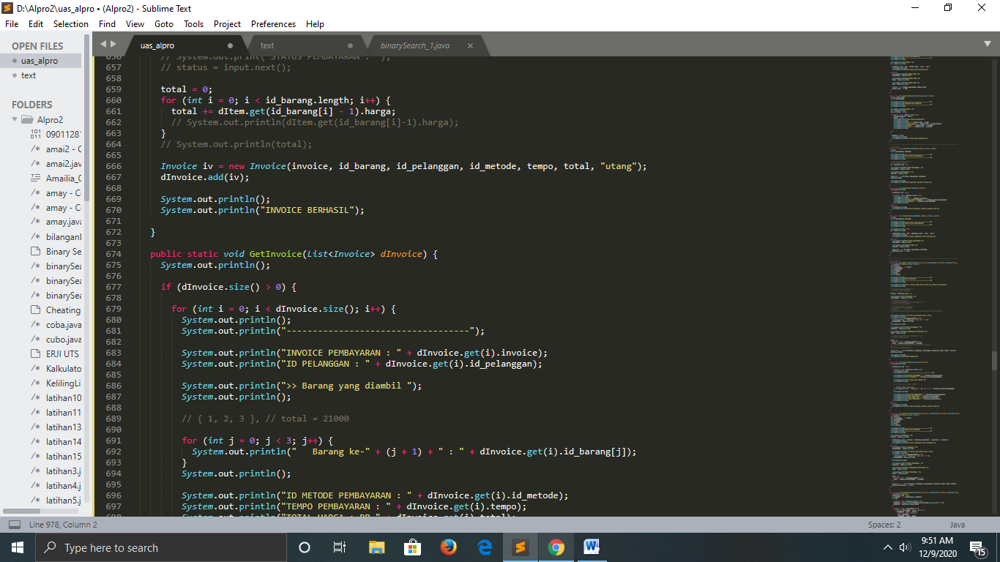 D:\Alpro2\uas_alpro • (Alpro2) - Sublime Text
File Edit Selection Find View Goto Tools Project Preferences Help
OPEN FILES
uas_alpro
text
FOLDERS
Alpro2
09011281
amai2 - C
amai2.jav
Amailia_0
amay - Co
amay - Co
amay.java
bilanganl
Binary Se
binarySea
binarySea
binarySea
Cheating
coba.java
cubo.java
ERJI UTS
Kalkulato
KelilingLi
latihan10
latihan11
latihan13
latihan14
latihan15
latihan3.j
latihan4.j
latihan5.j
uas_alpro
text
binarySearch_1.java
656 // System.out.print("STATUS PEMBAYARAN : ");
657 // status = input.next();
658
659 total = 0;
660 for (int i = 0; i < id_barang.length; i++) {
661 total += dItem.get(id_barang[i] - 1).harga;
662 // System.out.println(dItem.get(id_barang[i]-1).harga);
663 }
664 // System.out.println(total);
665
666 Invoice iv = new Invoice(invoice, id_barang, id_pelanggan, id_metode, tempo, total, "utang");
667 dInvoice.add(iv);
668
669 System.out.println();
670 System.out.println("INVOICE BERHASIL");
671
672 }
673
674 public static void GetInvoice(List<Invoice> dInvoice) {
675 System.out.println();
676
677 if (dInvoice.size() > 0) {
678
679 for (int i = 0; i < dInvoice.size(); i++) {
680 System.out.println();
681 System.out.println("-----------------------------------");
682
683 System.out.println("INVOICE PEMBAYARAN : " + dInvoice.get(i).invoice);
684 System.out.println("ID PELANGGAN : " + dInvoice.get(i).id_pelanggan);
685
686 System.out.println(">> Barang yang diambil ");
687 System.out.println();
688
689 // { 1, 2, 3 }, // total = 21000
690
691 for (int j = 0; j < 3; j++) {
692 System.out.println("   Barang ke-" + (j + 1) + " : " + dInvoice.get(i).id_barang[j]);
693 }
694 System.out.println();
695
696 System.out.println("ID METODE PEMBAYARAN : " + dInvoice.get(i).id_metode);
697 System.out.println("TEMPO PEMBAYARAN : " + dInvoice.get(i).tempo);
698 System.out.println("TOTAL HARGA : RP " + dInvoice.get(i).total);
Line 978, Column 2
Spaces: 2
Java
Type here to search
9:51 AM
12/9/2020
15